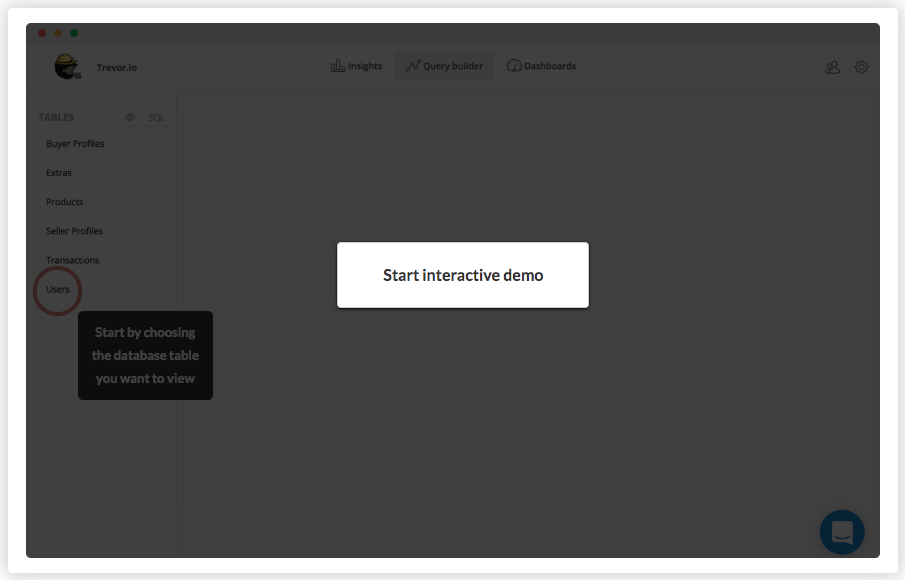 Trevor.io
Insights
Query builder
Dashboards
TABLES
SQL
Buyer Profiles
Extras
Products
Seller Profiles
Transactions
Users
Start interactive demo
Start by choosing
the database table
you want to view